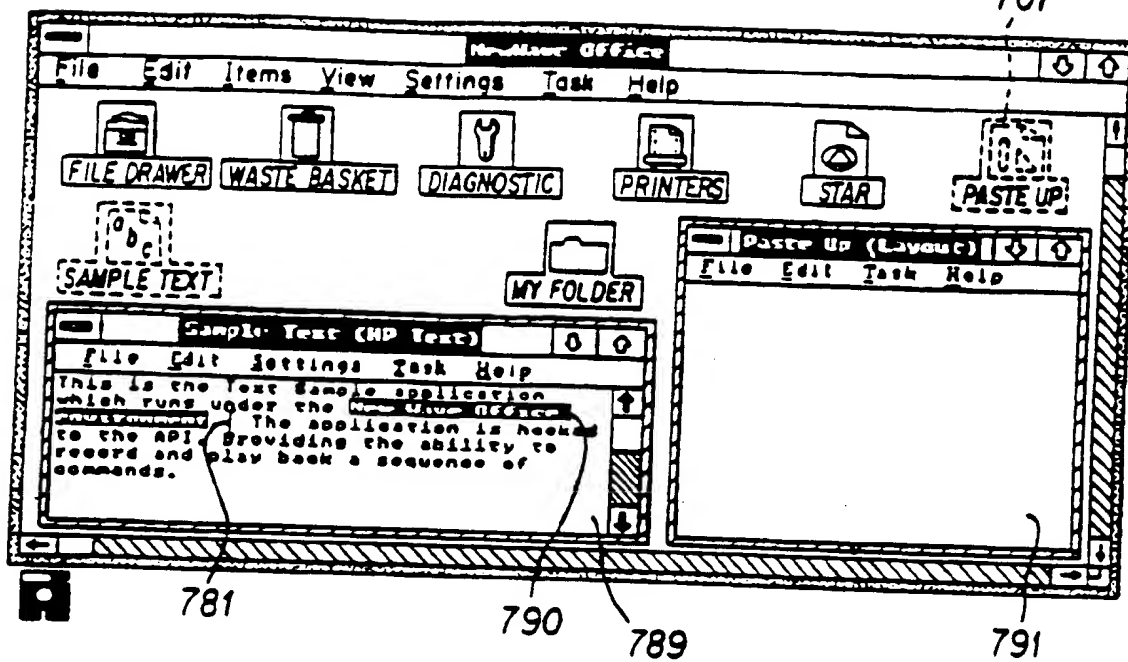 NewWave Office
File Edit Items View Settings Task Help
FILE DRAWER WASTE BASKET DIAGNOSTIC PRINTERS STAR PASTE UP
SAMPLE TEXT MY FOLDER
Paste Up (Layout)
File Edit Task Help
Sample Text (HP Text)
File Edit Settings Task Help
This is the Text Sample application
which runs under the New Wave Office
environment. The application is hooked
to the API. Providing the ability to
record and play back a sequence of
commands.
781
790
789
791